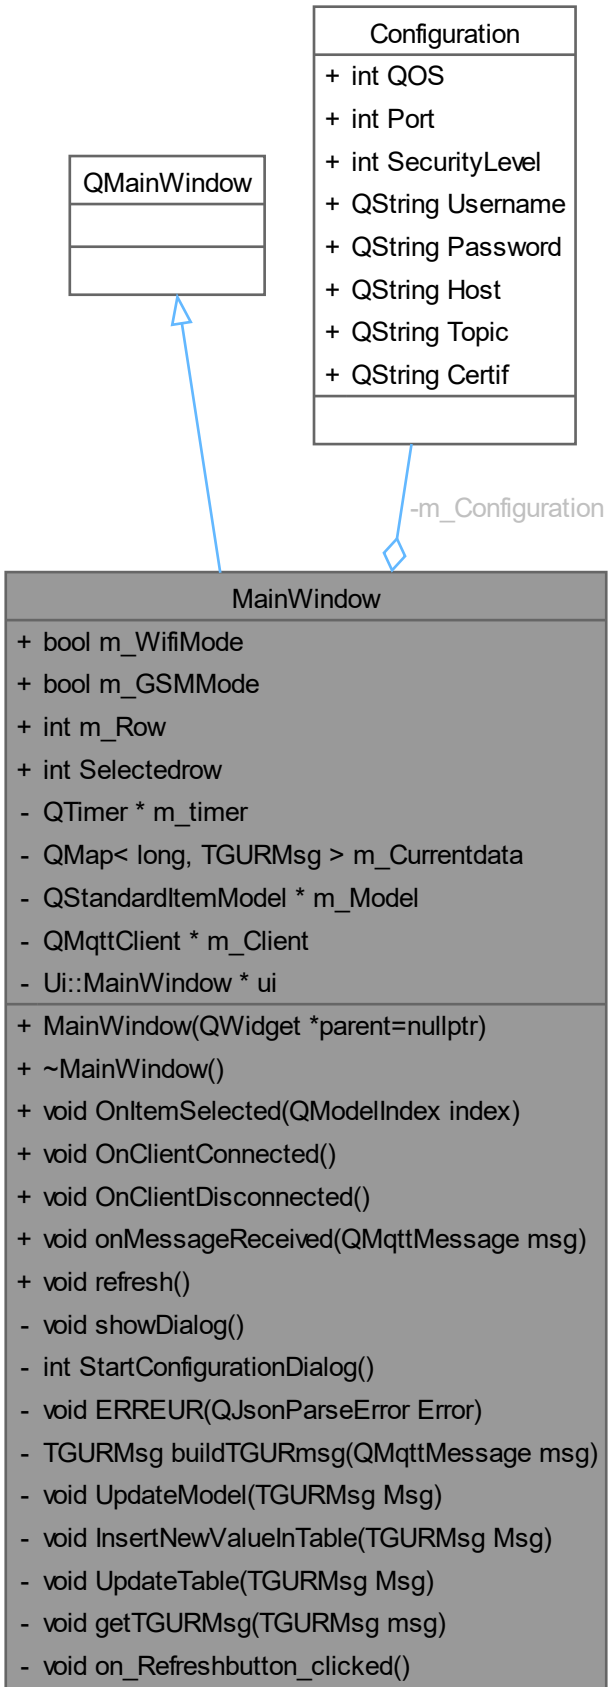 Configuration
+ int QOS
+ int Port
+ int SecurityLevel
+ QString Username
+ QString Password
+ QString Host
+ QString Topic
+ QString Certif
QMainWindow
-m_Configuration
MainWindow
+ bool m_WifiMode
+ bool m_GSMMode
+ int m_Row
+ int Selectedrow
- QTimer * m_timer
- QMap< long, TGURMsg > m_Currentdata
- QStandardItemModel * m_Model
- QMqttClient * m_Client
- Ui::MainWindow * ui
+ MainWindow(QWidget *parent=nullptr)
+ ~MainWindow()
+ void OnItemSelected(QModelIndex index)
+ void OnClientConnected()
+ void OnClientDisconnected()
+ void onMessageReceived(QMqttMessage msg)
+ void refresh()
- void showDialog()
- int StartConfigurationDialog()
- void ERREUR(QJsonParseError Error)
- TGURMsg buildTGURmsg(QMqttMessage msg)
- void UpdateModel(TGURMsg Msg)
- void InsertNewValueInTable(TGURMsg Msg)
- void UpdateTable(TGURMsg Msg)
- void getTGURMsg(TGURMsg msg)
- void on_Refreshbutton_clicked()